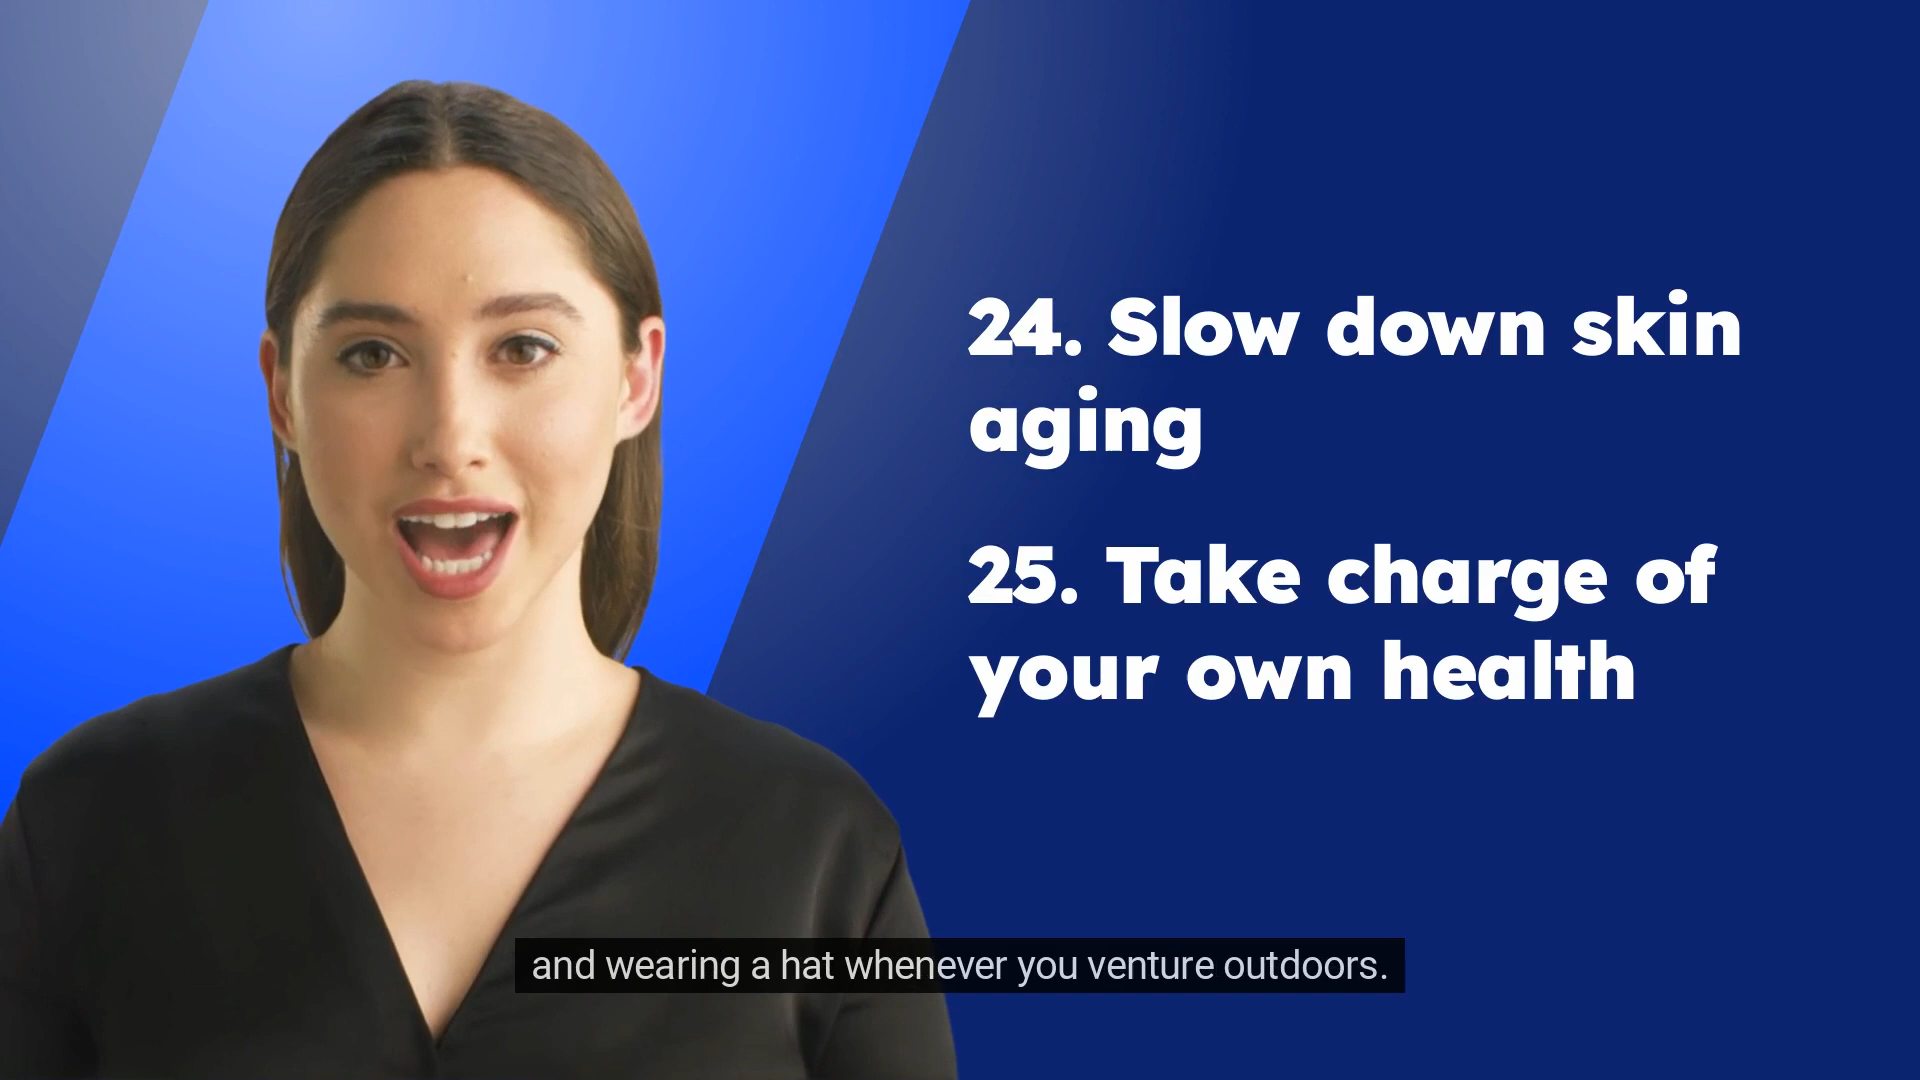 24. Slow down skin
aging
25. Take charge of
your own health
and wearing a hat whenever you venture outdoors.